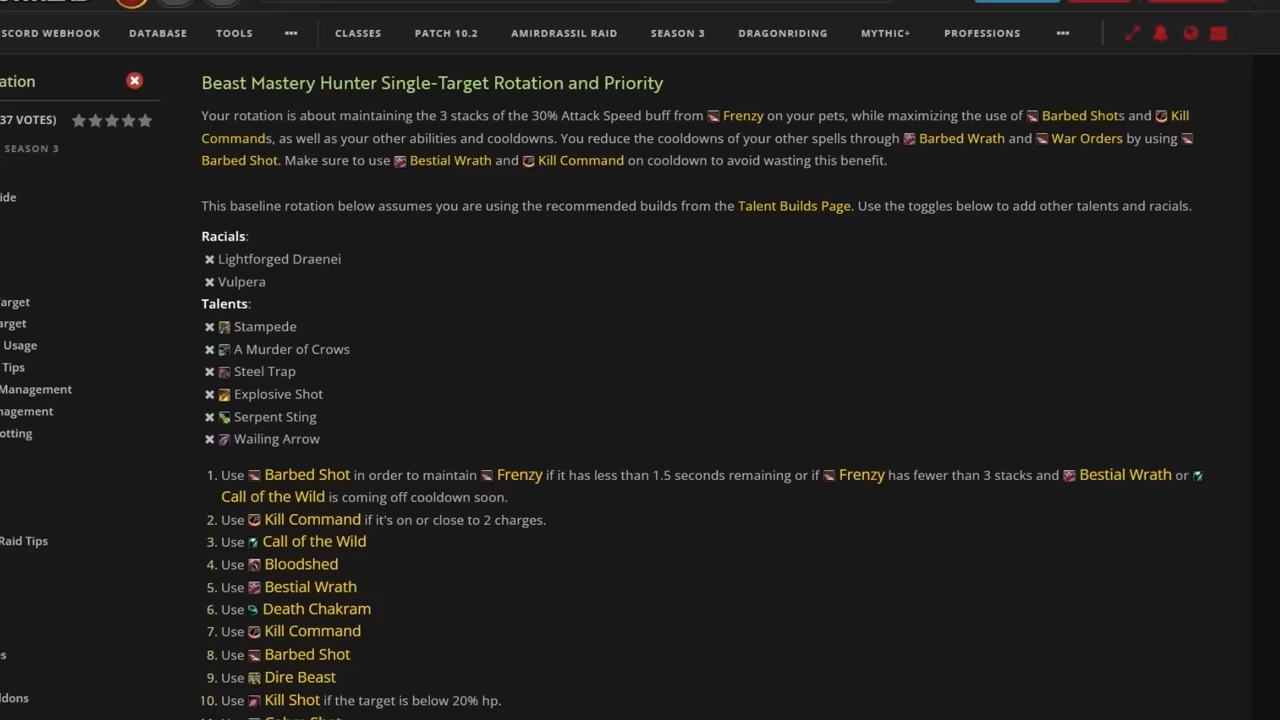 SCORD WEBHOOK DATABASE TOOLS ••• CLASSES PATCH 10.2 AMIRDRASSIL RAID SEASON 3 DRAGONRIDING MYTHIC+ PROFESSIONS •••
ation
37 VOTES)
SEASON 3
ide
arget
arget
Usage
Tips
Management
nagement
otting
Raid Tips
s
ddons
Beast Mastery Hunter Single-Target Rotation and Priority
Your rotation is about maintaining the 3 stacks of the 30% Attack Speed buff from Frenzy on your pets, while maximizing the use of Barbed Shots and Kill
Commands, as well as your other abilities and cooldowns. You reduce the cooldowns of your other spells through Barbed Wrath and War Orders by using
Barbed Shot. Make sure to use Bestial Wrath and Kill Command on cooldown to avoid wasting this benefit.
This baseline rotation below assumes you are using the recommended builds from the Talent Builds Page. Use the toggles below to add other talents and racials.
Racials:
Lightforged Draenei
Vulpera
Talents:
Stampede
A Murder of Crows
Steel Trap
Explosive Shot
Serpent Sting
Wailing Arrow
1. Use Barbed Shot in order to maintain Frenzy if it has less than 1.5 seconds remaining or if Frenzy has fewer than 3 stacks and Bestial Wrath or
Call of the Wild is coming off cooldown soon.
2. Use Kill Command if it's on or close to 2 charges.
3. Use Call of the Wild
4. Use Bloodshed
5. Use Bestial Wrath
6. Use Death Chakram
7. Use Kill Command
8. Use Barbed Shot
9. Use Dire Beast
10. Use Kill Shot if the target is below 20% hp.